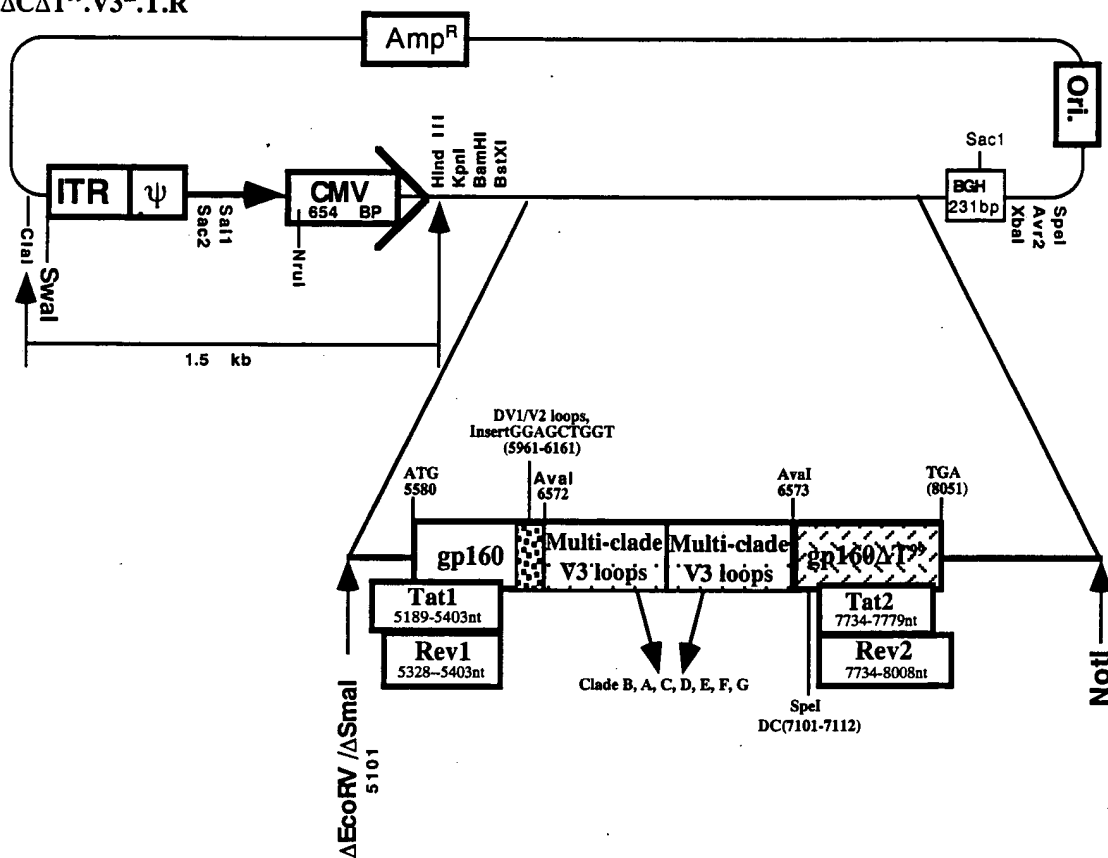 Amp^R
Ori.
Hind III
KpnI
BamHI
BstXI
Sac1
ITR
ψ
CMV
654 BP
BGH
231bp
Sac2
Sal1
NruI
XbaI
Avr2
SpeI
ClaI
SwaI
1.5 kb
DV1/V2 loops,
InsertGGAGCTGGT
(5961-6161)
ATG
5580
AvaI
6572
AvaI
6573
TGA
(8051)
gp160
Multi-clade
V3 loops
Multi-clade
V3 loops
gp160ΔT⁹⁹
Tat1
5189-5403nt
Rev1
5328--5403nt
Tat2
7734-7779nt
Rev2
7734-8008nt
Clade B, A, C, D, E, F, G
SpeI
DC(7101-7112)
ΔEcoRV /ΔSmaI
5101
NotI